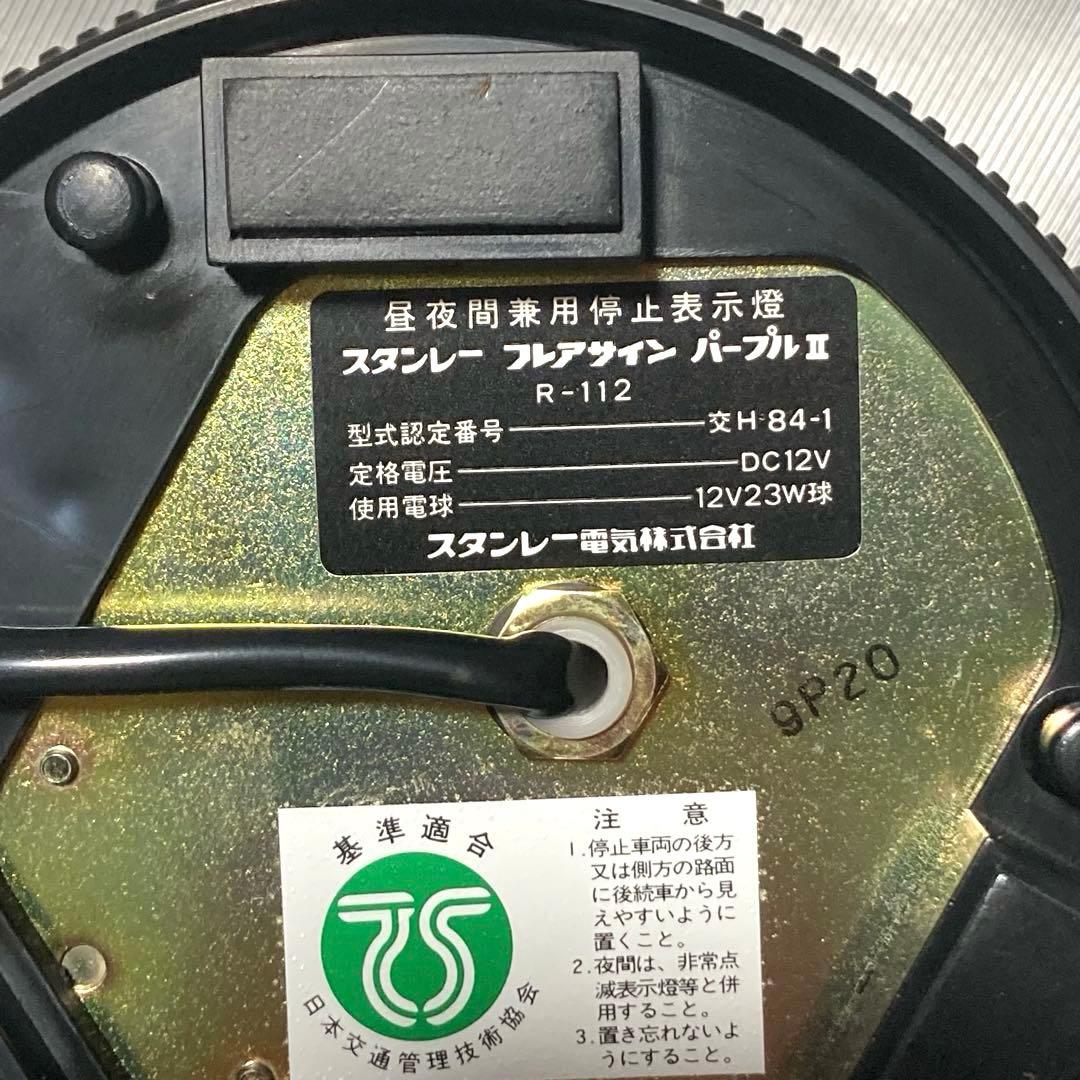 昼夜間兼用停止表示燈
スタンレー フレアサイン パープルⅡ
R-112
型式認定番号 交H-84-1
定格電圧 DC12V
使用電球 12V23W球
スタンレー電気株式会社
9P20
基準適合
日本交通管理技術協会
注意
1.停止車両の後方
又は側方の路面
に後続車から見
えやすいように
置くこと。
2.夜間は、非常点
滅表示燈等と併
用すること。
3.置き忘れないよ
うにすること。